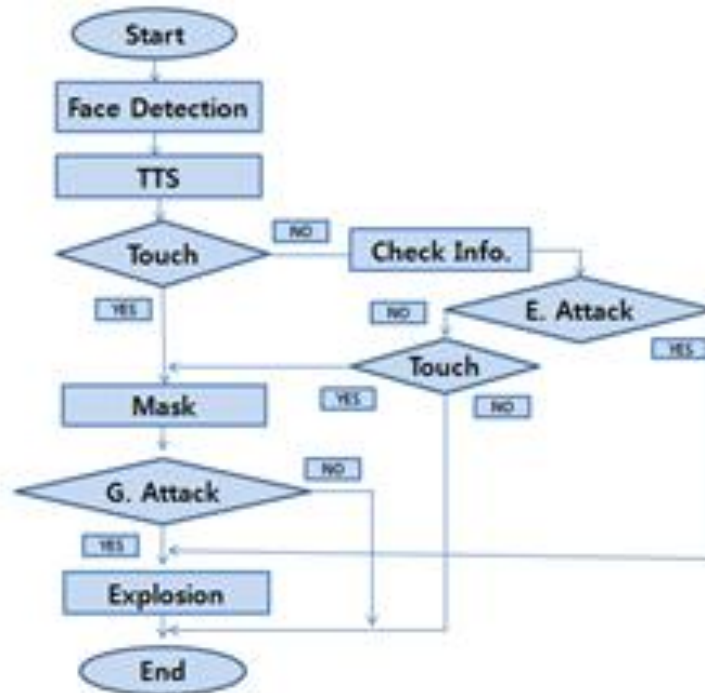 Start
Face Detection
TTS
NO
Touch
Check Info.
YES
NO
E. Attack
YES
Touch
YES
NO
Mask
NO
G. Attack
YES
Explosion
End